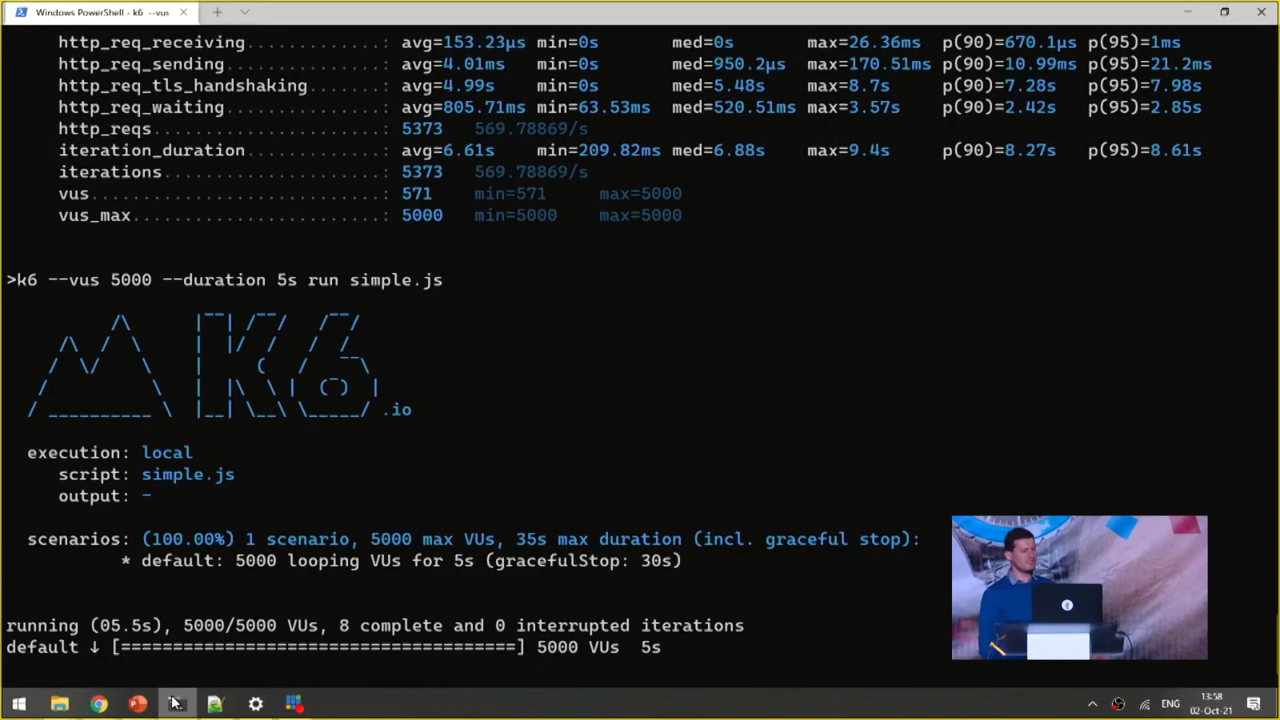 Windows PowerShell - k6 --vus
http_req_receiving..............: avg=153.23µs min=0s med=0s max=26.36ms p(90)=670.1µs p(95)=1ms
http_req_sending................: avg=4.01ms min=0s med=950.2µs max=170.51ms p(90)=10.99ms p(95)=21.2ms
http_req_tls_handshaking........: avg=4.99s min=0s med=5.48s max=8.7s p(90)=7.28s p(95)=7.98s
http_req_waiting................: avg=805.71ms min=63.53ms med=520.51ms max=3.57s p(90)=2.42s p(95)=2.85s
http_reqs.......................: 5373 569.78869/s
iteration_duration..............: avg=6.61s min=209.82ms med=6.88s max=9.4s p(90)=8.27s p(95)=8.61s
iterations......................: 5373 569.78869/s
vus.............................: 571 min=571 max=5000
vus_max.........................: 5000 min=5000 max=5000
>k6 --vus 5000 --duration 5s run simple.js
K6
.io
execution: local
script: simple.js
output: -
scenarios: (100.00%) 1 scenario, 5000 max VUs, 35s max duration (incl. graceful stop):
* default: 5000 looping VUs for 5s (gracefulStop: 30s)
running (05.5s), 5000/5000 VUs, 8 complete and 0 interrupted iterations
default ↓ [======================================] 5000 VUs 5s
ENG
13:58
02-Oct-21